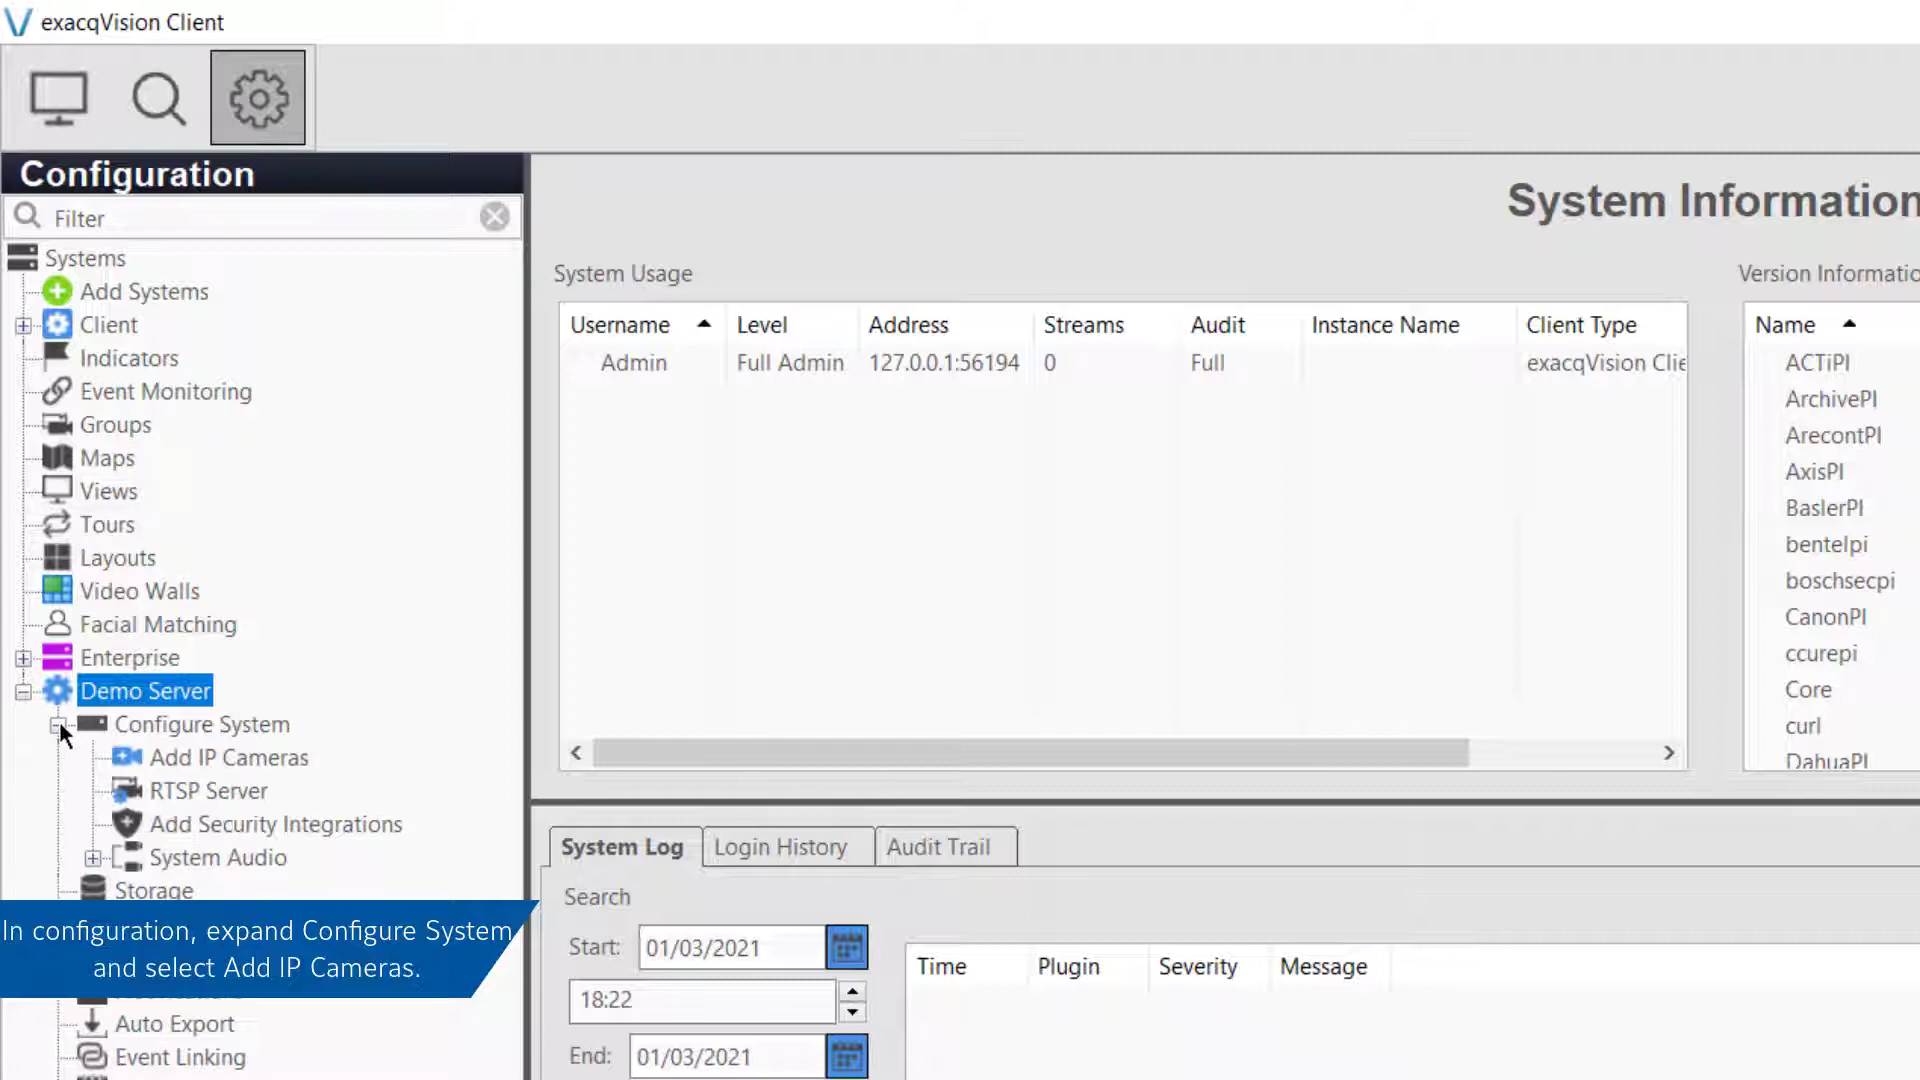 exacqVision Client
Configuration
Filter
Systems
Add Systems
Client
Indicators
Event Monitoring
Groups
Maps
Views
Tours
Layouts
Video Walls
Facial Matching
Enterprise
Demo Server
Configure System
Add IP Cameras
RTSP Server
Add Security Integrations
System Audio
Storage
In configuration, expand Configure System
and select Add IP Cameras.
Auto Export
Event Linking
System Information
System Usage
Username Level Address Streams Audit Instance Name Client Type
Admin Full Admin 127.0.0.1:56194 0 Full exacqVision Clie
Version Informatio
Name
ACTiPI
ArchivePI
ArecontPI
AxisPI
BaslerPI
bentelpi
boschsecpi
CanonPI
ccurepi
Core
curl
DahuaPI
System Log Login History Audit Trail
Search
Start: 01/03/2021
18:22
End: 01/03/2021
Time Plugin Severity Message